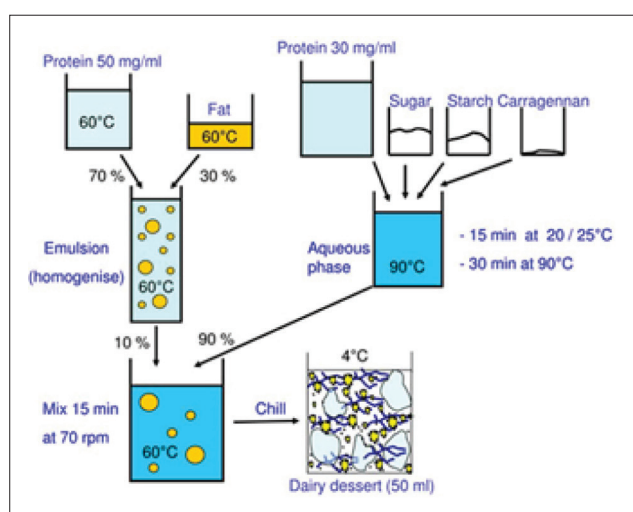 Protein 50 mg/ml
Protein 30 mg/ml
Fat
Sugar
Starch Carragennan
60°C
60°C
70 %
30 %
Emulsion
(homogenise)
60°C
Aqueous
phase
90°C
- 15 min at 20 / 25°C
- 30 min at 90°C
10 %
90 %
4°C
Mix 15 min
at 70 rpm
60°C
Chill
Dairy dessert (50 ml)